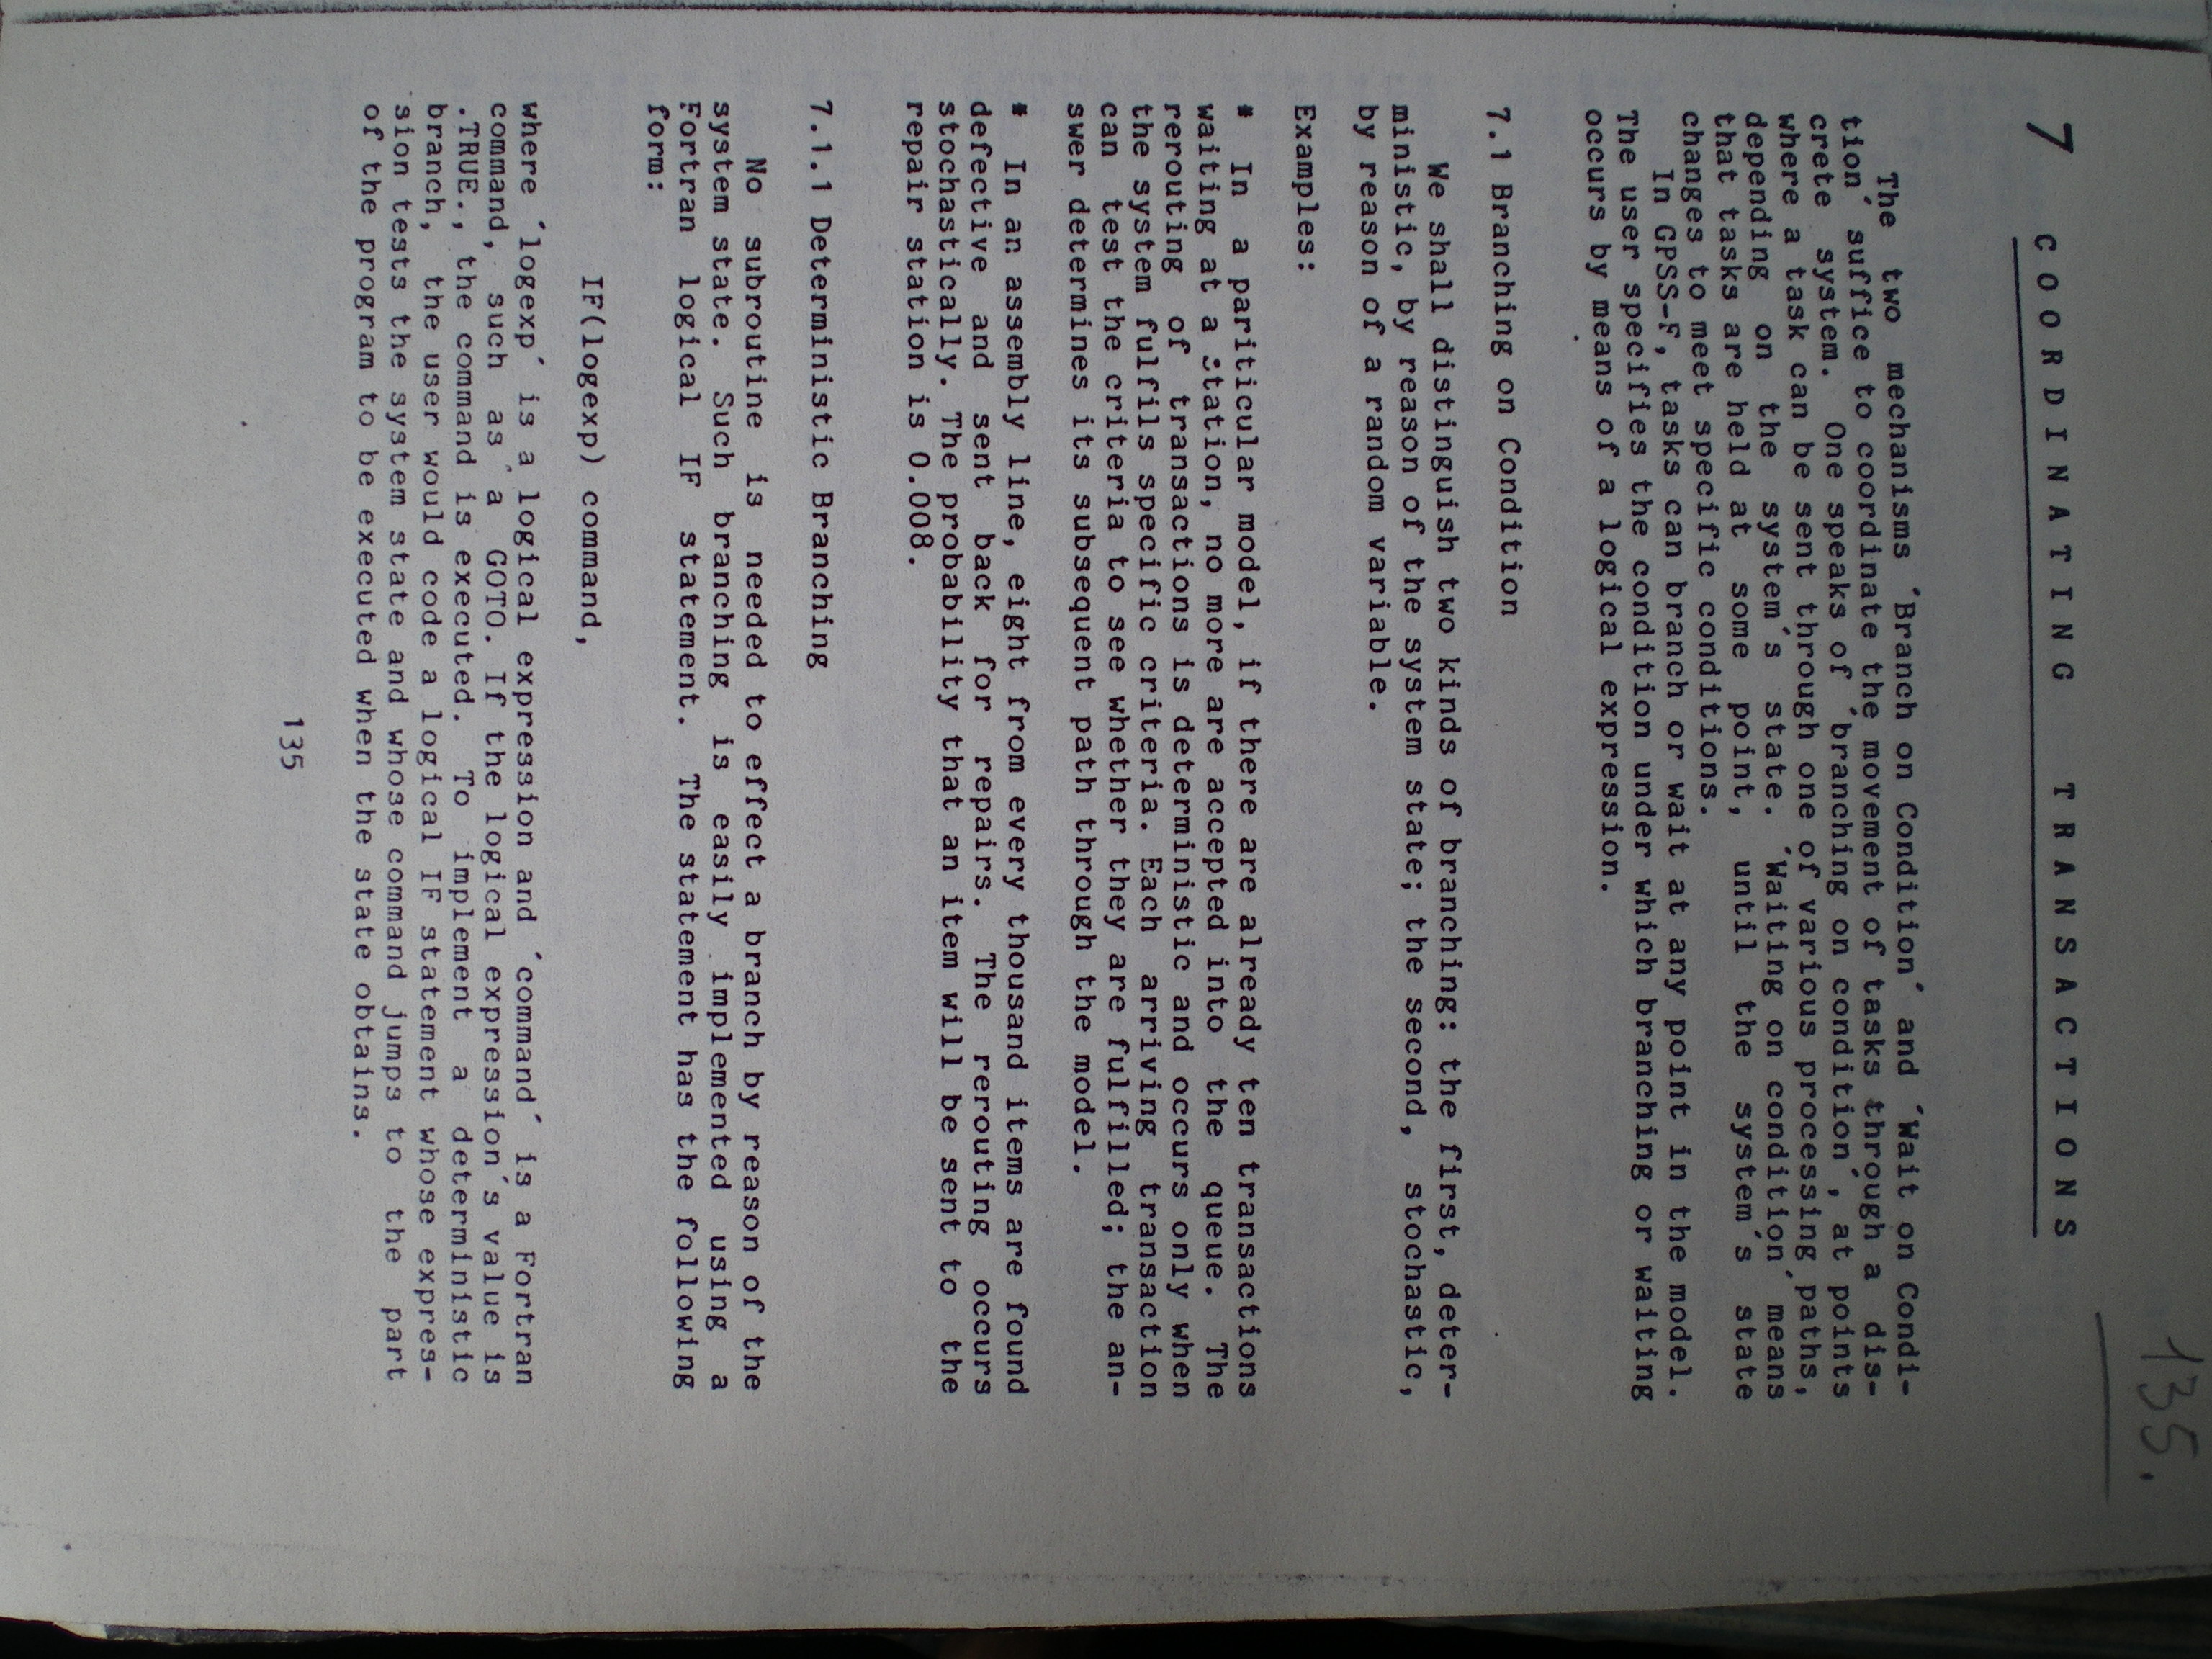 135.
7 COORDINATING TRANSACTIONS
The two mechanisms ´Branch on Condition´ and ´Wait on Condi-
tion´ suffice to coordinate the movement of tasks through a dis-
crete system. One speaks of ´branching on condition´, at points
where a task can be sent through one of various processing paths,
depending on the system´s state. ´Waiting on condition´ means
that tasks are held at some point, until the system´s state
changes to meet specific conditions.
In GPSS-F, tasks can branch or wait at any point in the model.
The user specifies the condition under which branching or waiting
occurs by means of a logical expression.
7.1 Branching on Condition
We shall distinguish two kinds of branching: the first, deter-
ministic, by reason of the system state; the second, stochastic,
by reason of a random variable.
Examples:
* In a pariticular model, if there are already ten transactions
waiting at a station, no more are accepted into the queue. The
rerouting of transactions is deterministic and occurs only when
the system fulfils specific criteria. Each arriving transaction
can test the criteria to see whether they are fulfilled; the an-
swer determines its subsequent path through the model.
* In an assembly line, eight from every thousand items are found
defective and sent back for repairs. The rerouting occurs
stochastically. The probability that an item will be sent to the
repair station is 0.008.
7.1.1 Deterministic Branching
No subroutine is needed to effect a branch by reason of the
system state. Such branching is easily implemented using a
Fortran logical IF statement. The statement has the following
form:
IF(logexp) command,
where ´logexp´ is a logical expression and ´command´ is a Fortran
command, such as a GOTO. If the logical expression´s value is
.TRUE., the command is executed. To implement a deterministic
branch, the user would code a logical IF statement whose expres-
sion tests the system state and whose command jumps to the part
of the program to be executed when the state obtains.
135